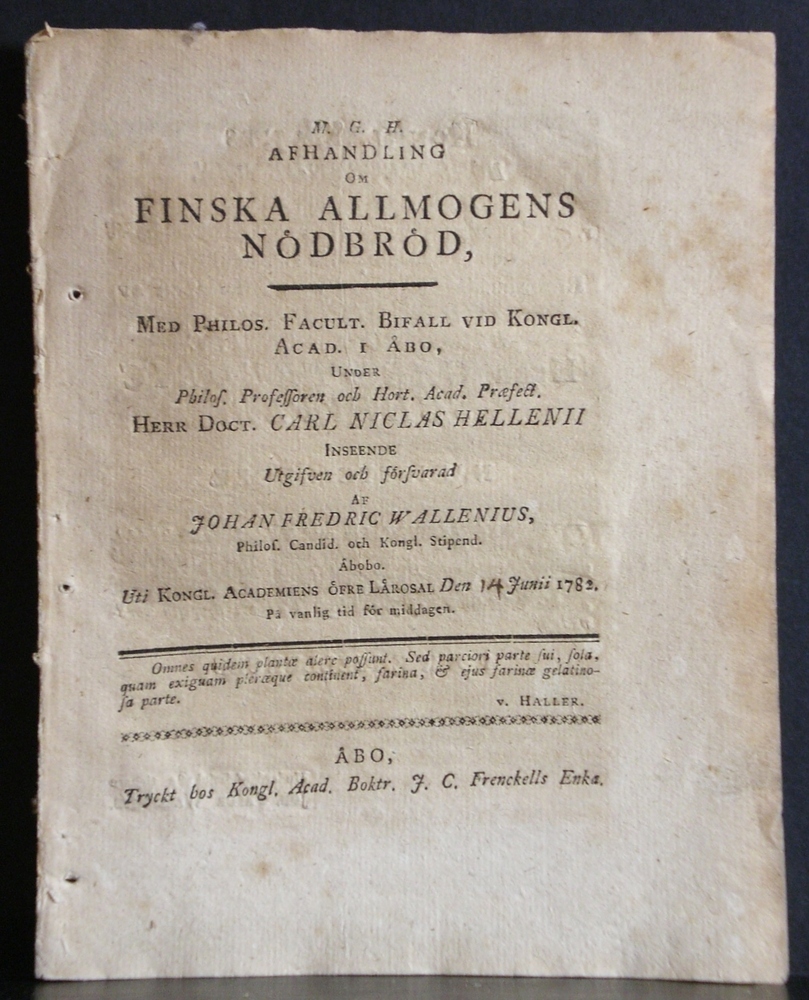 M. G. H.
AFHANDLING
OM
FINSKA ALLMOGENS
NÖDBRÖD,
MED PHILOS. FACULT. BIFALL VID KONGL.
ACAD. I ÅBO,
UNDER
Philoſ. Profeſſoren och Hort. Acad. Præfect.
HERR DOCT. CARL NICLAS HELLENII
INSEENDE
Utgifven och förſvarad
AF
JOHAN FREDRIC WALLENIUS,
Philoſ. Candid. och Kongl. Stipend.
Åbobo.
Uti KONGL. ACADEMIENS ÖFRE LÄROSAL Den 14 Junii 1782.
På vanlig tid för middagen.
Omnes quidem plantæ alere poſſunt. Sed parciori parte ſui, ſola,
quam exiguam pleræque continent, farina, & ejus farinæ gelatino-
ſa parte.
v. HALLER.
ÅBO,
Tryckt hos Kongl. Acad. Boktr. J. C. Frenckells Enka.